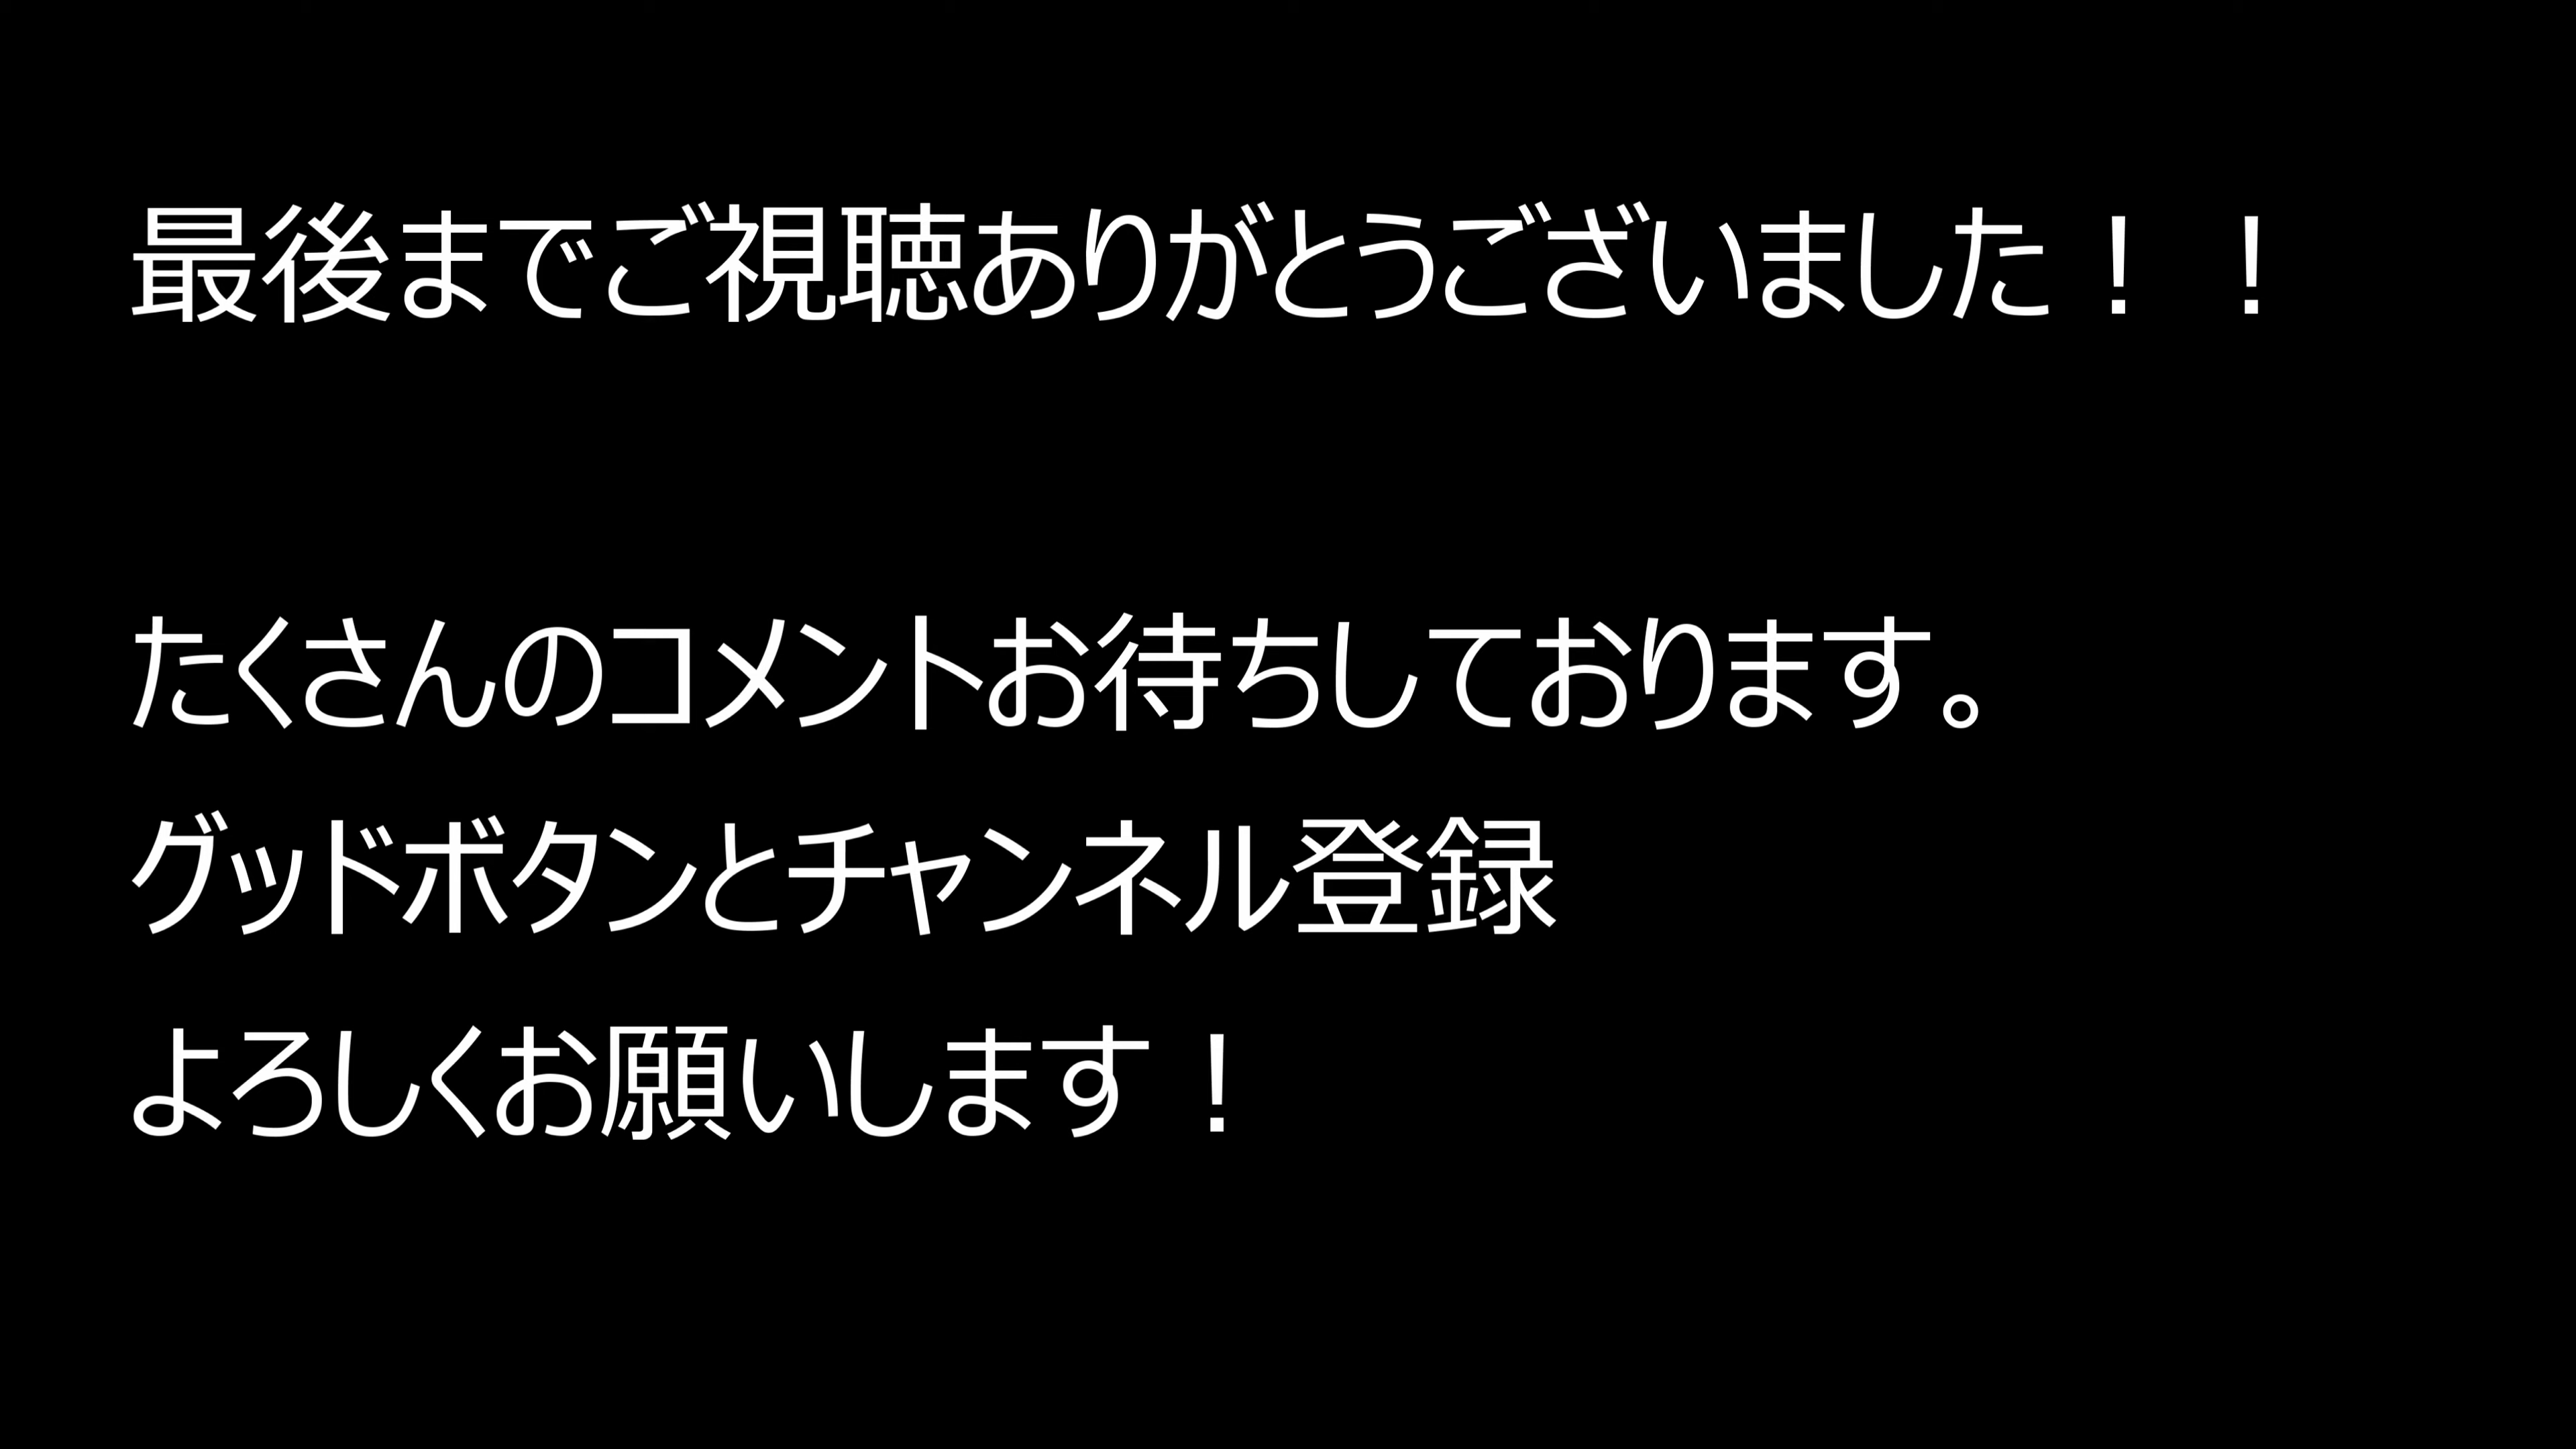 最後までご視聴ありがとうございました！！
たくさんのコメントお待ちしております。
グッドボタンとチャンネル登録
よろしくお願いします！